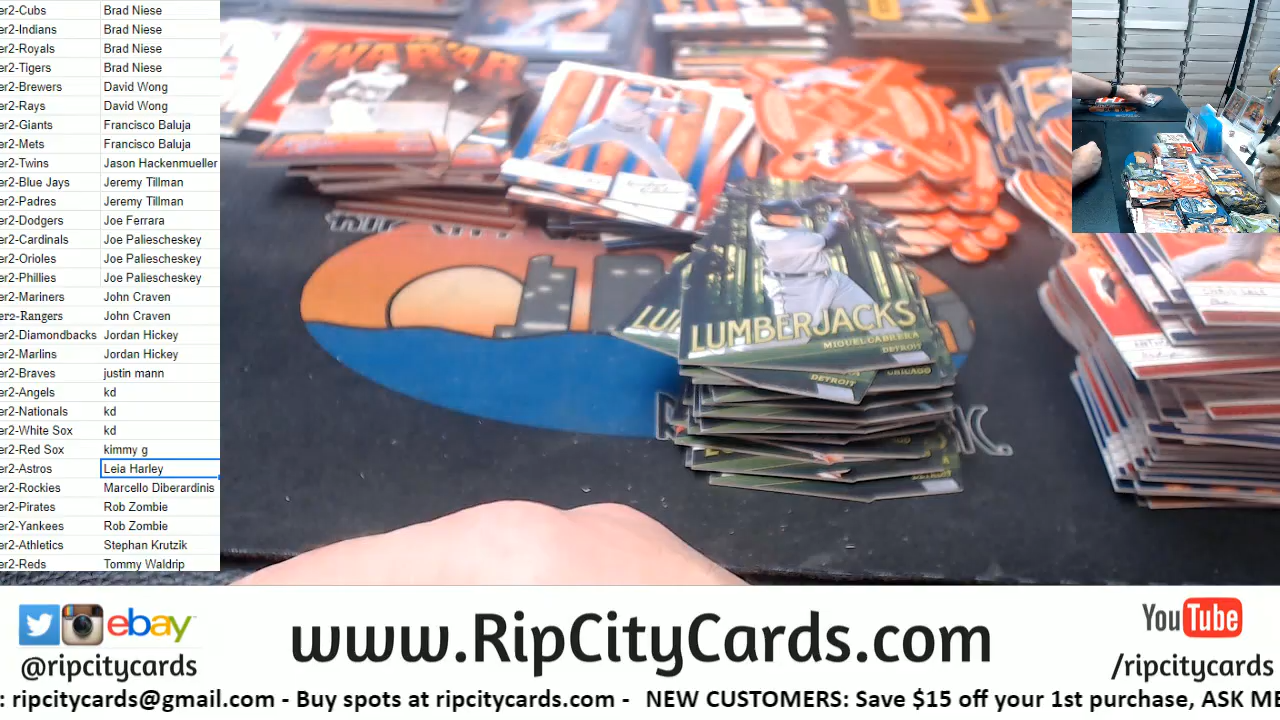 er2-Cubs Brad Niese
er2-Indians Brad Niese
er2-Royals Brad Niese
er2-Tigers Brad Niese
er2-Brewers David Wong
er2-Rays David Wong
er2-Giants Francisco Baluja
er2-Mets Francisco Baluja
er2-Twins Jason Hackenmueller
er2-Blue Jays Jeremy Tillman
er2-Padres Jeremy Tillman
er2-Dodgers Joe Ferrara
er2-Cardinals Joe Paliescheskey
er2-Orioles Joe Paliescheskey
er2-Phillies Joe Paliescheskey
er2-Mariners John Craven
er2-Rangers John Craven
er2-Diamondbacks Jordan Hickey
er2-Marlins Jordan Hickey
er2-Braves justin mann
er2-Angels kd
er2-Nationals kd
er2-White Sox kd
er2-Red Sox kimmy g
er2-Astros Leia Harley
er2-Rockies Marcello Diberardinis
er2-Pirates Rob Zombie
er2-Yankees Rob Zombie
er2-Athletics Stephan Krutzik
er2-Reds Tommy Waldrip
LUMBERJACKS
MIGUEL CABRERA
DETROIT
CHICAGO
DETROIT
ebay
@ripcitycards
www.RipCityCards.com
YouTube
/ripcitycards
: ripcitycards@gmail.com - Buy spots at ripcitycards.com - NEW CUSTOMERS: Save $15 off your 1st purchase, ASK ME